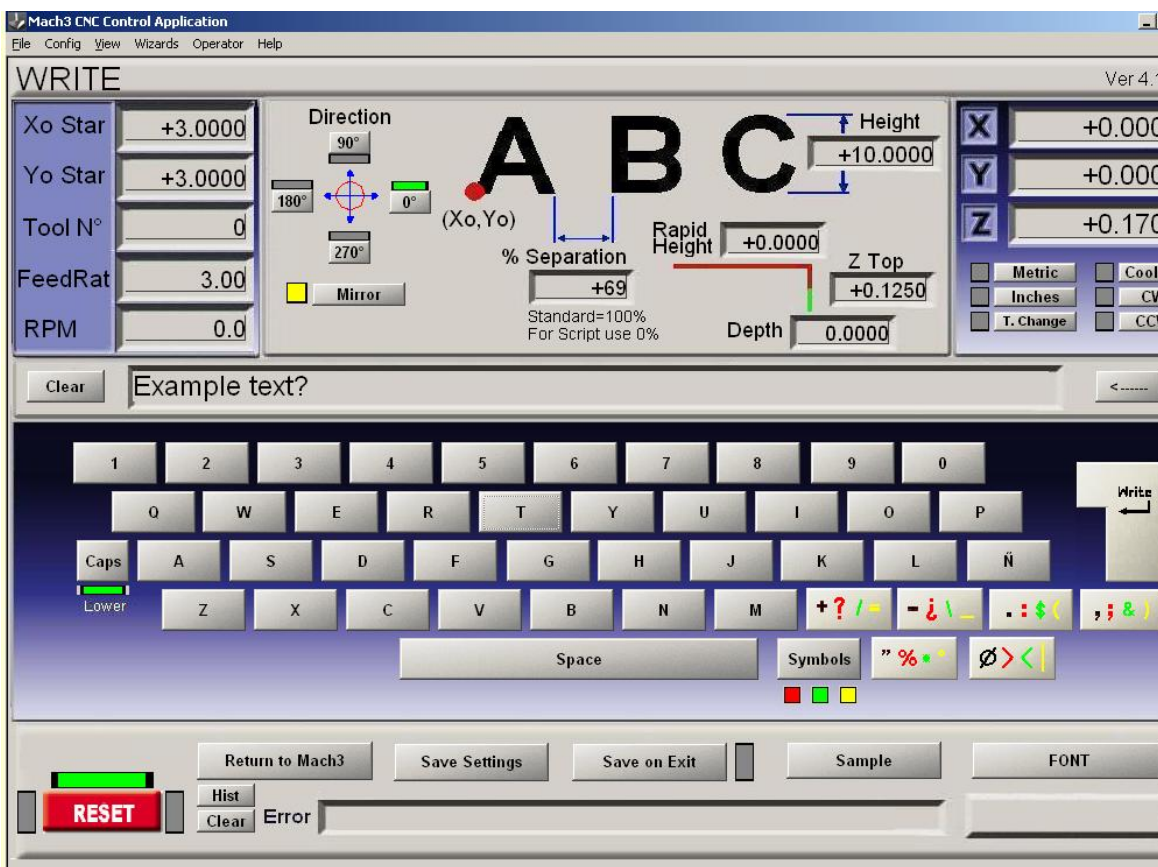 Mach3 CNC Control Application
File Config View Wizards Operator Help
WRITE
Ver 4.1
Xo Star +3.0000
Yo Star +3.0000
Tool N° 0
FeedRat 3.00
RPM 0.0
Direction
90°
180°
0°
270°
Mirror
A B C
(Xo,Yo)
Height
+10.0000
% Separation
+69
Standard=100%
For Script use 0%
Rapid
Height
+0.0000
Z Top
+0.1250
Depth 0.0000
X +0.000
Y +0.000
Z +0.170
Metric Cool
Inches CW
T. Change CCW
Clear Example text? <------
1 2 3 4 5 6 7 8 9 0
Q W E R T Y U I O P
Write
Caps A S D F G H J K L Ñ
Lower
Z X C V B N M + ? / = - ¿ \ _ . : $ ( , ; & )
Space Symbols " % • ° Ø > < |
Return to Mach3 Save Settings Save on Exit Sample FONT
RESET
Hist
Clear
Error